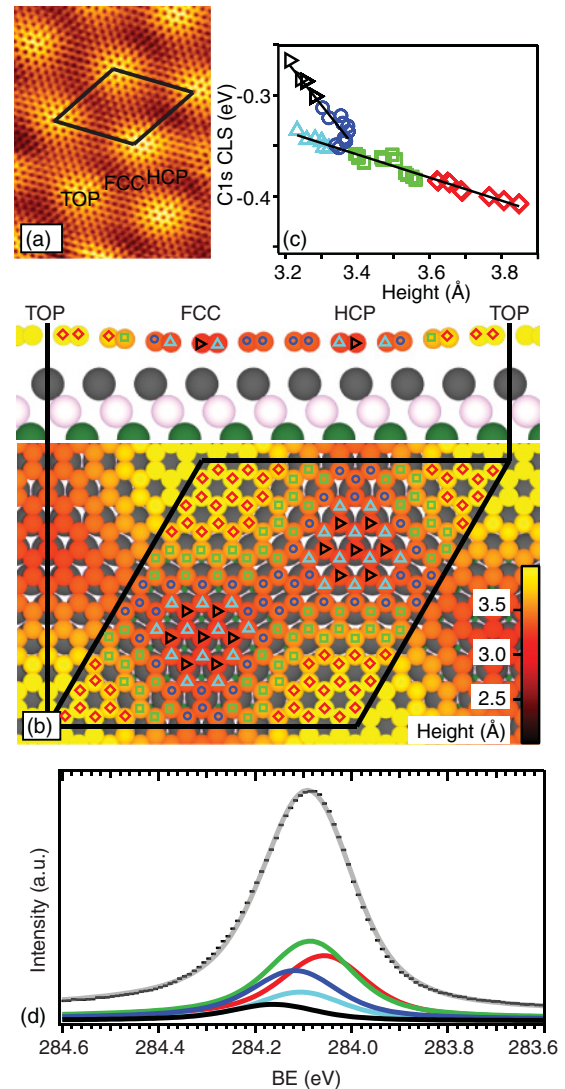 TOP
FCC
HCP
(a)
C1s CLS (eV)
-0.3
-0.4
(c)
3.2
3.4
3.6
3.8
Height (Å)
TOP
FCC
HCP
TOP
3.5
3.0
2.5
Height (Å)
(b)
Intensity (a.u.)
(d)
284.6
284.4
284.2
284.0
283.8
283.6
BE (eV)